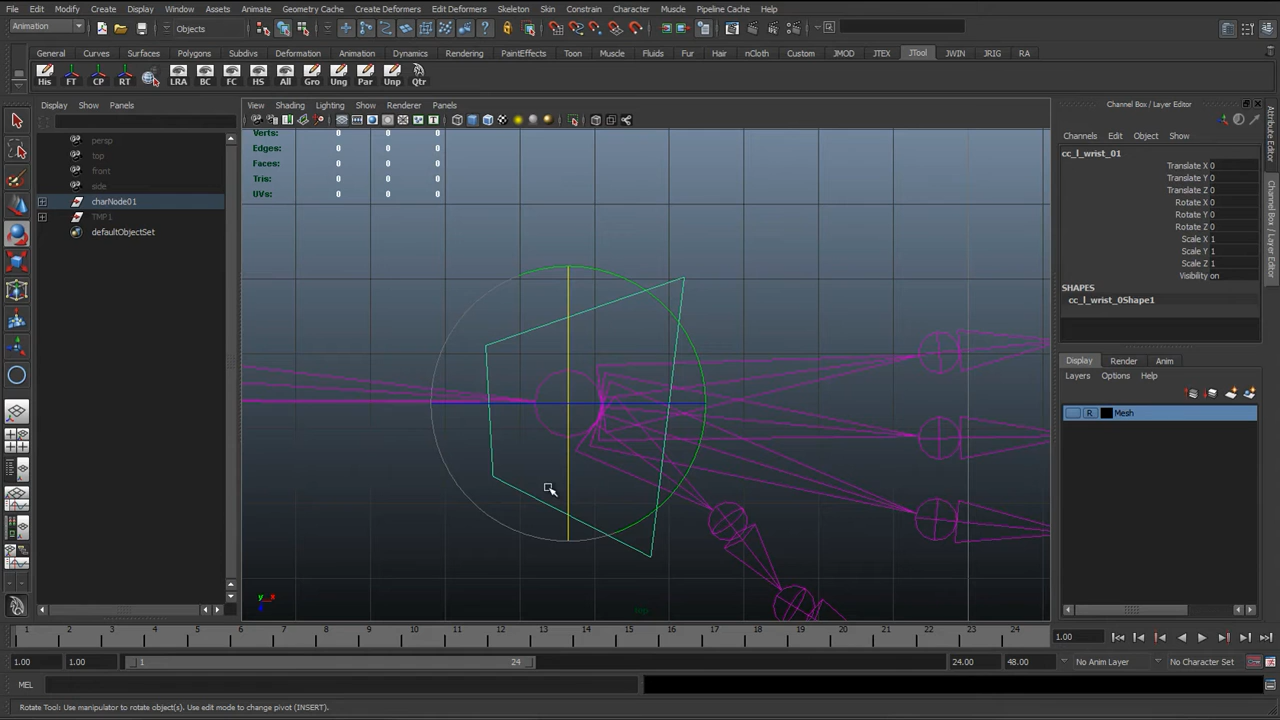 File Edit Modify Create Display Window Assets Animate Geometry Cache Create Deformers Edit Deformers Skeleton Skin Constrain Character Muscle Pipeline Cache Help
Animation Objects
General Curves Surfaces Polygons Subdivs Deformation Animation Dynamics Rendering PaintEffects Toon Muscle Fluids Fur Hair nCloth Custom JMOD JTEX JTool JWIN JRIG RA
His FT CP RT LRA BC FC HS All Gro Ung Par Unp Qtr
Display Show Panels
View Shading Lighting Show Renderer Panels
Channel Box / Layer Editor
Channels Edit Object Show
persp
top
front
side
charNode01
TMP1
defaultObjectSet
Verts: 0 0 0
Edges: 0 0 0
Faces: 0 0 0
Tris: 0 0 0
UVs: 0 0 0
cc_l_wrist_01
Translate X 0
Translate Y 0
Translate Z 0
Rotate X 0
Rotate Y 0
Rotate Z 0
Scale X 1
Scale Y 1
Scale Z 1
Visibility on
SHAPES
cc_l_wrist_0Shape1
Display Render Anim
Layers Options Help
R Mesh
Attribute Editor
Channel Box / Layer Editor
y x
z
top
1 2 3 4 5 6 7 8 9 10 11 12 13 14 15 16 17 18 19 20 21 22 23 24
1.00
1.00 1.00 1 24 24.00 48.00 No Anim Layer No Character Set
MEL
Rotate Tool: Use manipulator to rotate object(s). Use edit mode to change pivot (INSERT).